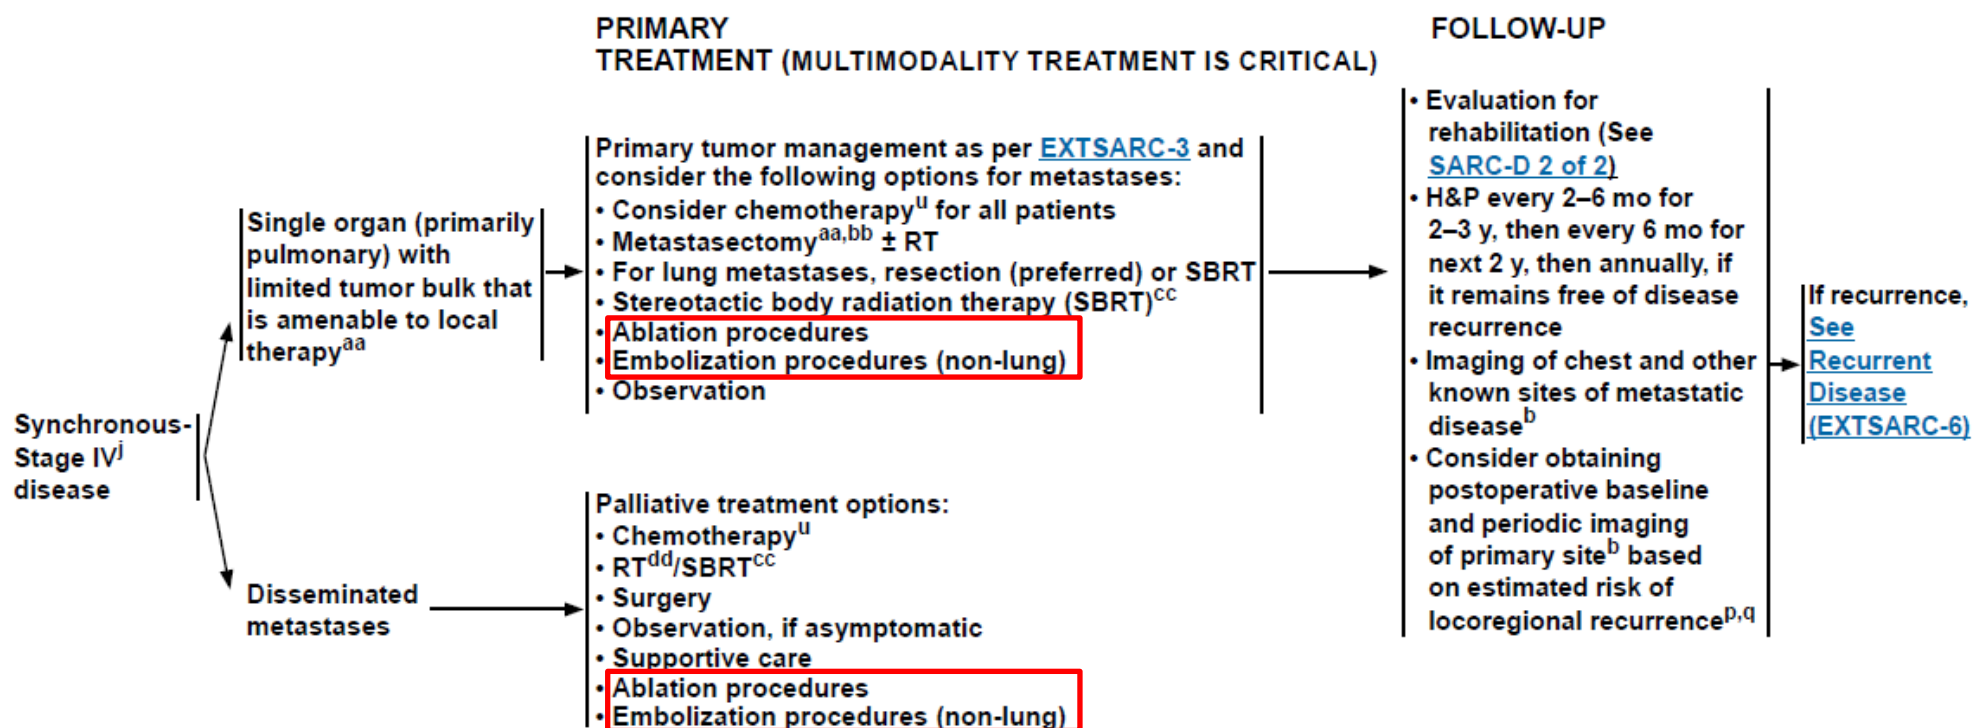 PRIMARY
TREATMENT (MULTIMODALITY TREATMENT IS CRITICAL)
FOLLOW-UP
Synchronous-
Stage IVj
disease
Single organ (primarily
pulmonary) with
limited tumor bulk that
is amenable to local
therapyaa
Primary tumor management as per EXTSARC-3 and
consider the following options for metastases:
• Consider chemotherapyu for all patients
• Metastasectomyaa,bb ± RT
• For lung metastases, resection (preferred) or SBRT
• Stereotactic body radiation therapy (SBRT)cc
• Ablation procedures
• Embolization procedures (non-lung)
• Observation
Disseminated
metastases
Palliative treatment options:
• Chemotherapyu
• RTdd/SBRTcc
• Surgery
• Observation, if asymptomatic
• Supportive care
• Ablation procedures
• Embolization procedures (non-lung)
• Evaluation for
rehabilitation (See
SARC-D 2 of 2)
• H&P every 2–6 mo for
2–3 y, then every 6 mo for
next 2 y, then annually, if
it remains free of disease
recurrence
• Imaging of chest and other
known sites of metastatic
diseaseb
• Consider obtaining
postoperative baseline
and periodic imaging
of primary siteb based
on estimated risk of
locoregional recurrencep,q
If recurrence,
See
Recurrent
Disease
(EXTSARC-6)